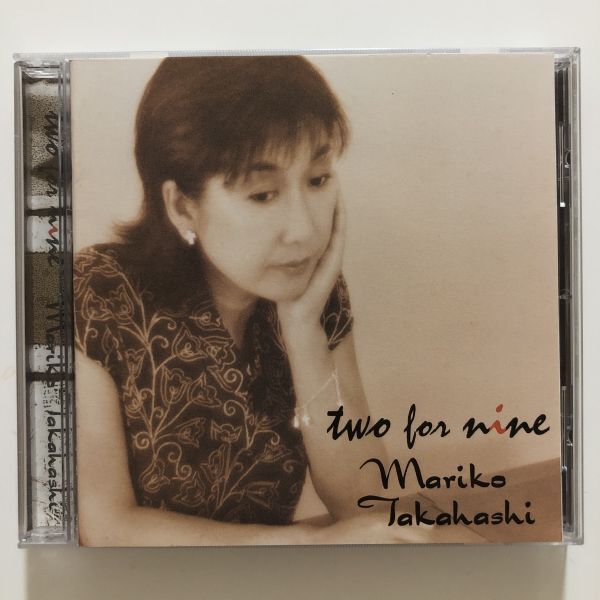 two for nine
Mariko
Takahashi
two for nine Mariko Takahashi